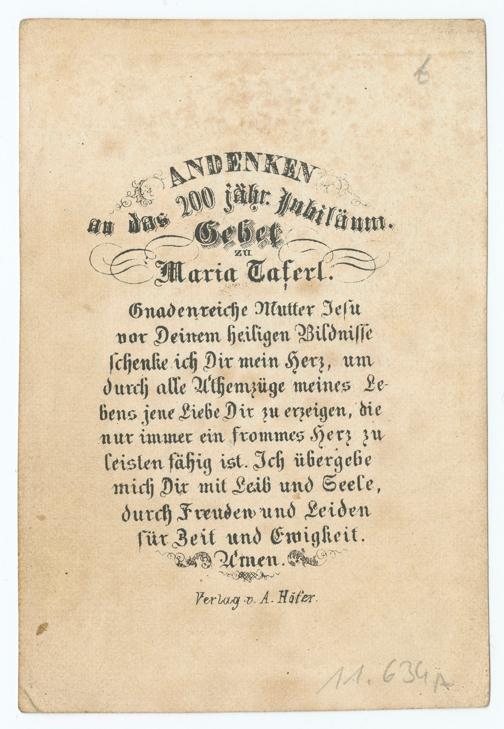 6
ANDENKEN
an das 200 jähr. Jubiläum.
Gebet
zu
Maria Taferl.
Gnadenreiche Mutter Jesu
vor Deinem heiligen Bildnisse
schenke ich Dir mein Herz, um
durch alle Athemzüge meines Le-
bens jene Liebe Dir zu erzeigen, die
nur immer ein frommes Herz zu
leisten fähig ist. Ich übergebe
mich Dir mit Leib und Seele,
durch Freuden und Leiden
für Zeit und Ewigkeit.
Amen.
Verlag v. A. Höfer.
11.634A